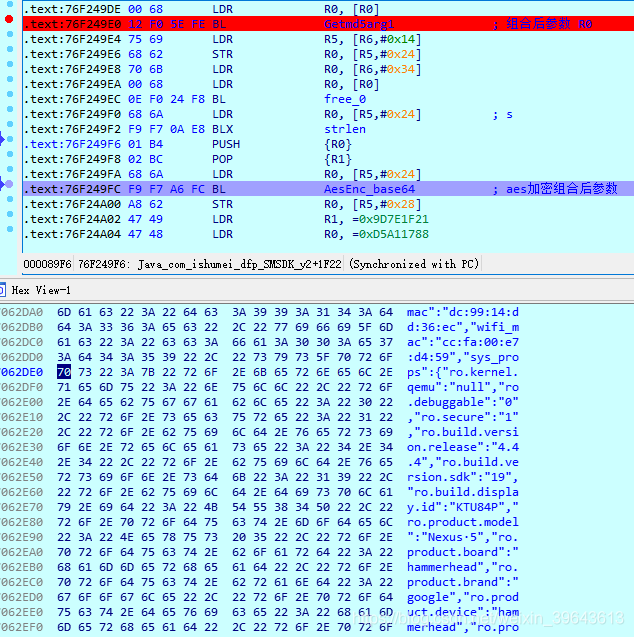 .text:76F249DE 00 68 LDR R0, [R0]
.text:76F249E0 12 F0 5E FE BL Getmd5arg1 ; 组合后参数 R0
.text:76F249E4 75 69 LDR R5, [R6,#0x14]
.text:76F249E6 68 62 STR R0, [R5,#0x24]
.text:76F249E8 70 6B LDR R0, [R6,#0x34]
.text:76F249EA 00 68 LDR R0, [R0]
.text:76F249EC 0E F0 24 F8 BL free_0
.text:76F249F0 68 6A LDR R0, [R5,#0x24] ; s
.text:76F249F2 F9 F7 0A E8 BLX strlen
.text:76F249F6 01 B4 PUSH {R0}
.text:76F249F8 02 BC POP {R1}
.text:76F249FA 68 6A LDR R0, [R5,#0x24]
.text:76F249FC F9 F7 A6 FC BL AesEnc_base64 ; aes加密组合后参数
.text:76F24A00 A8 62 STR R0, [R5,#0x28]
.text:76F24A02 47 49 LDR R1, =0x9D7E1F21
.text:76F24A04 47 48 LDR R0, =0xD5A11788
000089F6 76F249F6: Java_com_ishumei_dfp_SMSDK_y2+1F22 (Synchronized with PC)
Hex View-1
7062DA0 6D 61 63 22 3A 22 64 63 3A 39 39 3A 31 34 3A 64 mac":"dc:99:14:d
7062DB0 64 3A 33 36 3A 65 63 22 2C 22 77 69 66 69 5F 6D d:36:ec","wifi_m
7062DC0 61 63 22 3A 22 63 63 3A 66 61 3A 30 30 3A 65 37 ac":"cc:fa:00:e7
7062DD0 3A 64 34 3A 35 39 22 2C 22 73 79 73 5F 70 72 6F :d4:59","sys_pro
7062DE0 70 73 22 3A 7B 22 72 6F 2E 6B 65 72 6E 65 6C 2E ps":{"ro.kernel.
7062DF0 71 65 6D 75 22 3A 22 6E 75 6C 6C 22 2C 22 72 6F qemu":"null","ro
7062E00 2E 64 65 62 75 67 67 61 62 6C 65 22 3A 22 30 22 .debuggable":"0"
7062E10 2C 22 72 6F 2E 73 65 63 75 72 65 22 3A 22 31 22 ,"ro.secure":"1"
7062E20 2C 22 72 6F 2E 62 75 69 6C 64 2E 76 65 72 73 69 ,"ro.build.versi
7062E30 6F 6E 2E 72 65 6C 65 61 73 65 22 3A 22 34 2E 34 on.release":"4.4
7062E40 2E 34 22 2C 22 72 6F 2E 62 75 69 6C 64 2E 76 65 .4","ro.build.ve
7062E50 72 73 69 6F 6E 2E 73 64 6B 22 3A 22 31 39 22 2C rsion.sdk":"19",
7062E60 22 72 6F 2E 62 75 69 6C 64 2E 64 69 73 70 6C 61 "ro.build.displa
7062E70 79 2E 69 64 22 3A 22 4B 54 55 38 34 50 22 2C 22 y.id":"KTU84P","
7062E80 72 6F 2E 70 72 6F 64 75 63 74 2E 6D 6F 64 65 6C ro.product.model
7062E90 22 3A 22 4E 65 78 75 73 20 35 22 2C 22 72 6F 2E ":"Nexus·5","ro.
7062EA0 70 72 6F 64 75 63 74 2E 62 6F 61 72 64 22 3A 22 product.board":"
7062EB0 68 61 6D 6D 65 72 68 65 61 64 22 2C 22 72 6F 2E hammerhead","ro.
7062EC0 70 72 6F 64 75 63 74 2E 62 72 61 6E 64 22 3A 22 product.brand":"
7062ED0 67 6F 6F 67 6C 65 22 2C 22 72 6F 2E 70 72 6F 64 google","ro.prod
7062EE0 75 63 74 2E 64 65 76 69 63 65 22 3A 22 68 61 6D uct.device":"ham
7062EF0 6D 65 72 68 65 61 64 22 2C 22 72 6F 2E 70 72 6F merhead","ro.pro